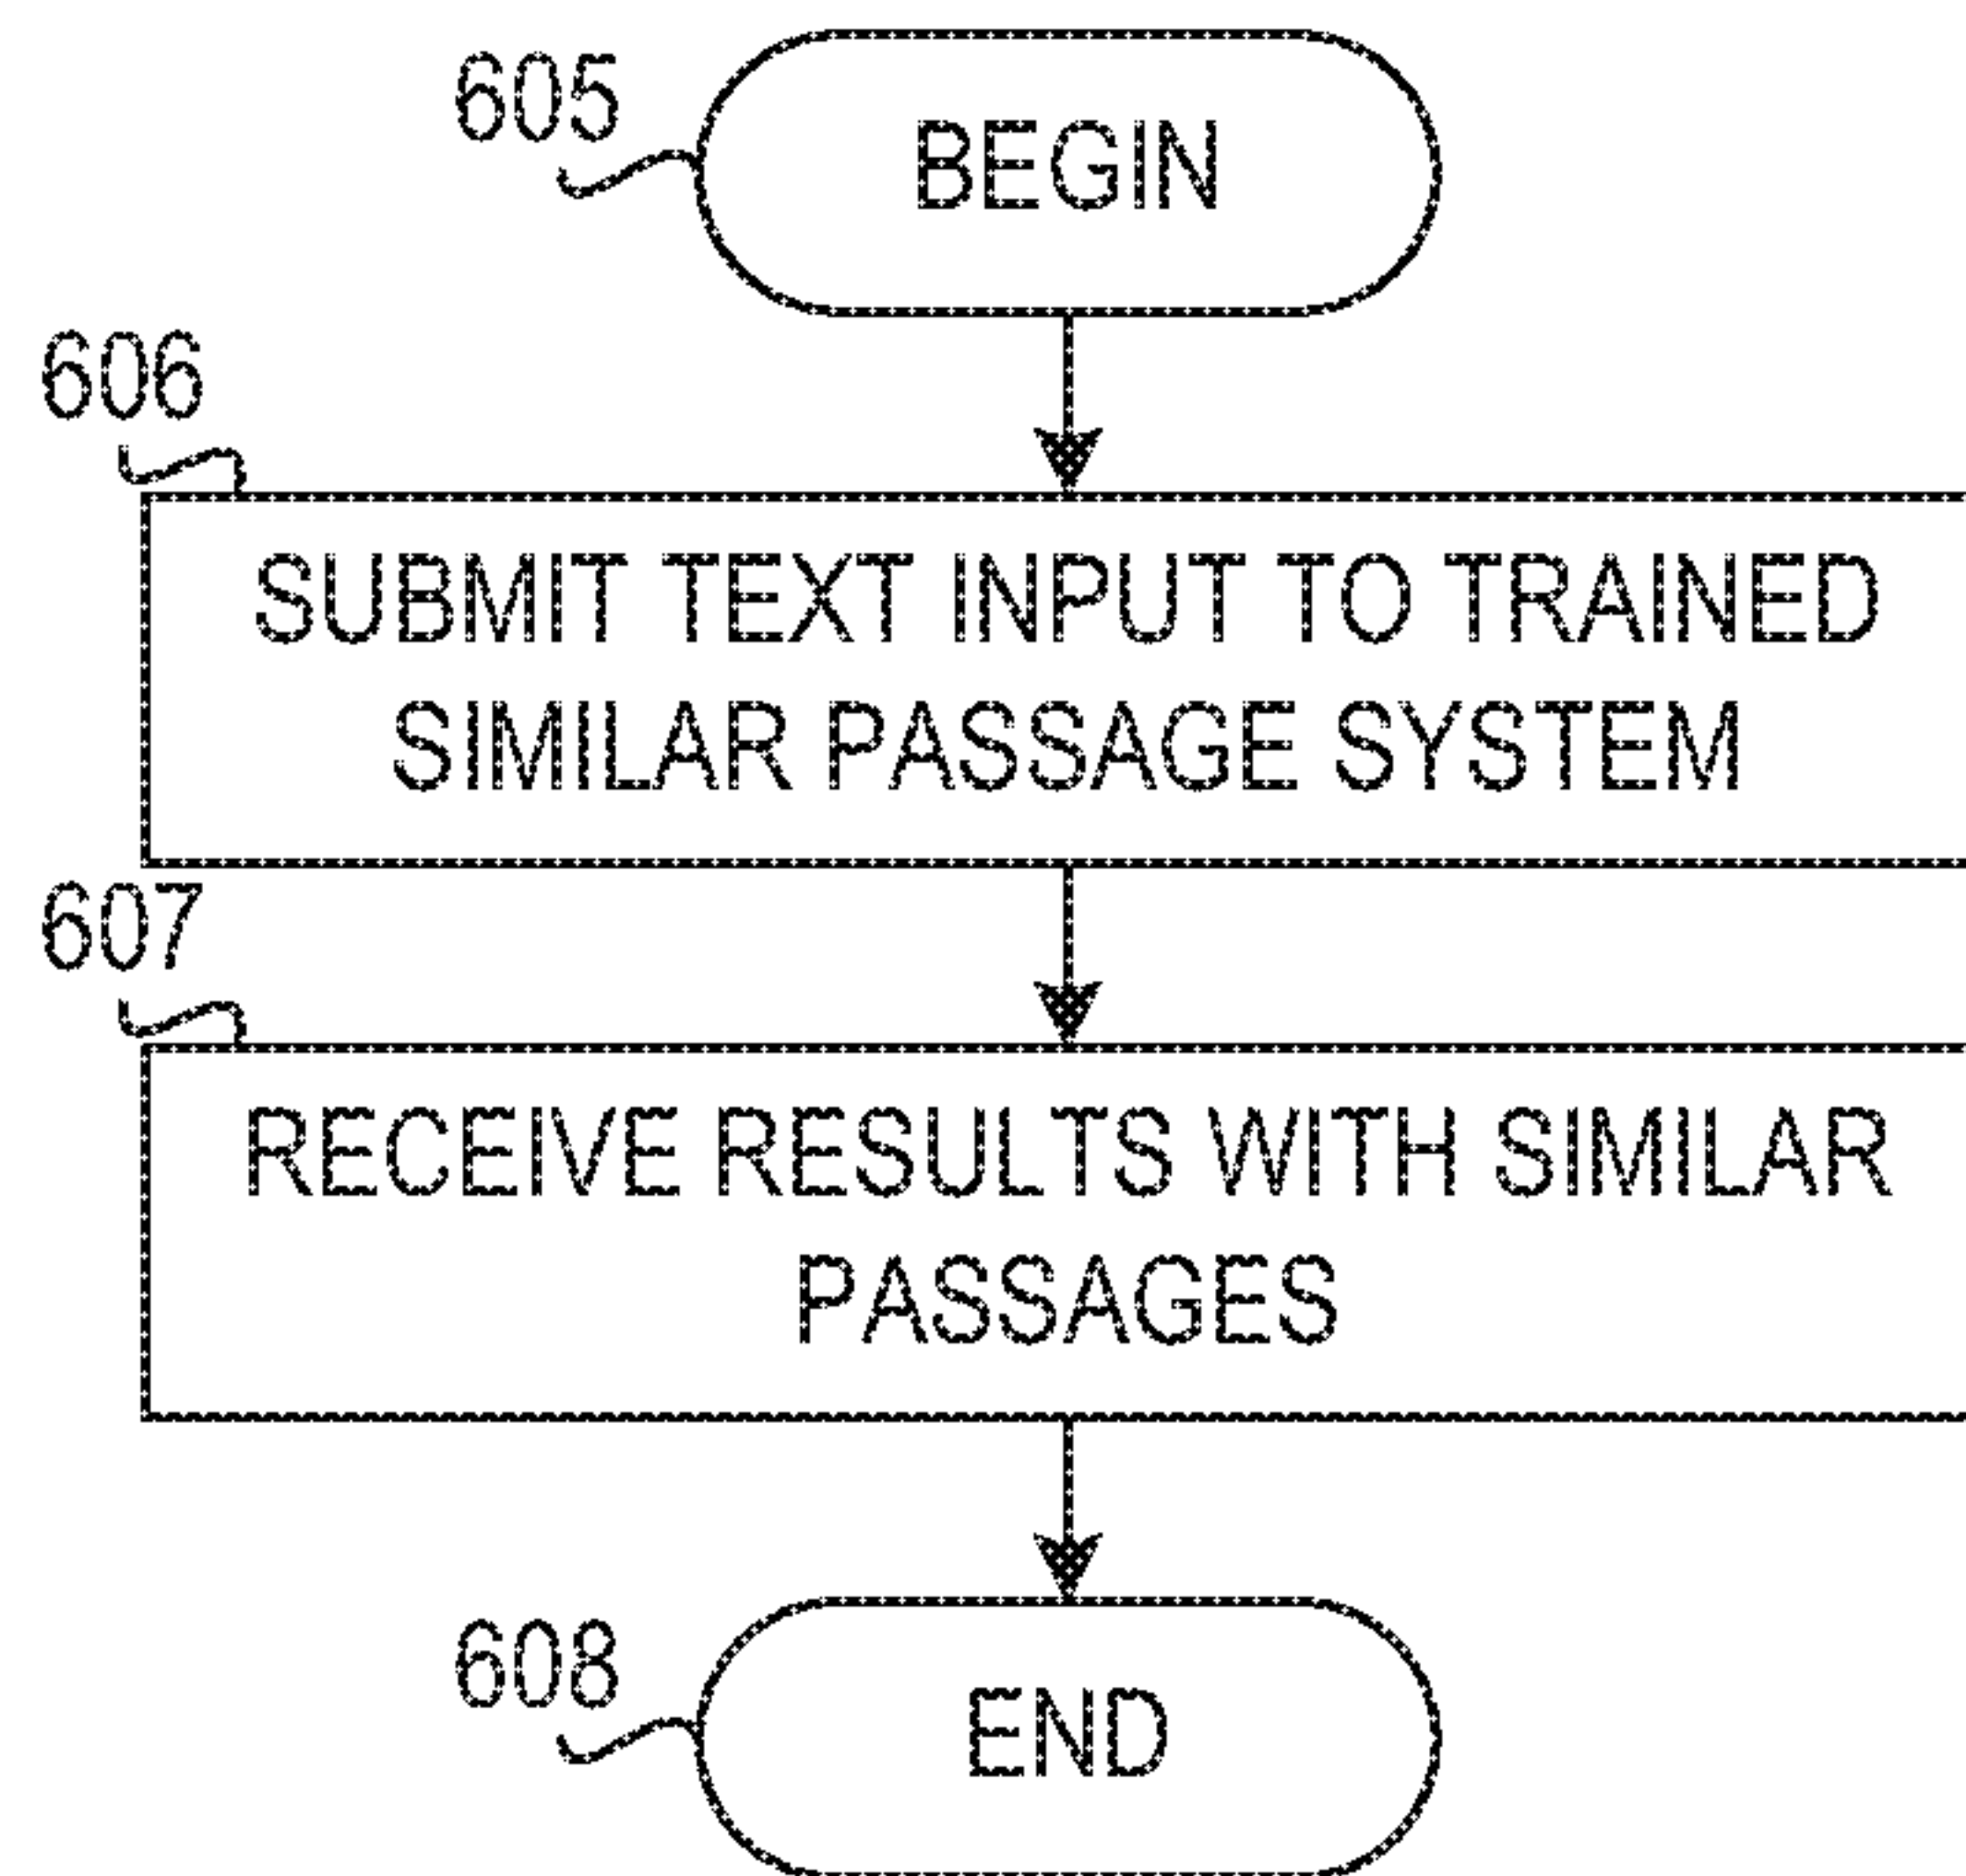 605
BEGIN
606
SUBMIT TEXT INPUT TO TRAINED
SIMILAR PASSAGE SYSTEM
607
RECEIVE RESULTS WITH SIMILAR
PASSAGES
608
END